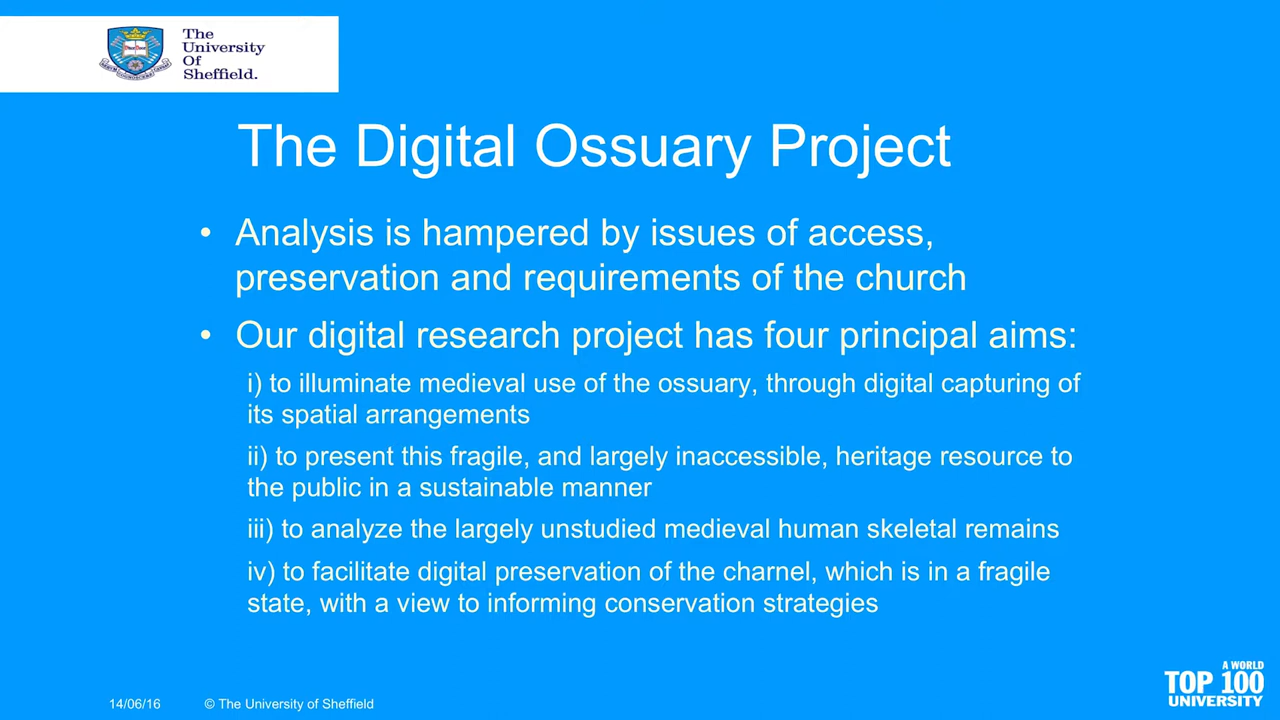 The
University
Of
Sheffield.
The Digital Ossuary Project
• Analysis is hampered by issues of access,
preservation and requirements of the church
• Our digital research project has four principal aims:
i) to illuminate medieval use of the ossuary, through digital capturing of
its spatial arrangements
ii) to present this fragile, and largely inaccessible, heritage resource to
the public in a sustainable manner
iii) to analyze the largely unstudied medieval human skeletal remains
iv) to facilitate digital preservation of the charnel, which is in a fragile
state, with a view to informing conservation strategies
14/06/16
© The University of Sheffield
A WORLD
TOP 100
UNIVERSITY